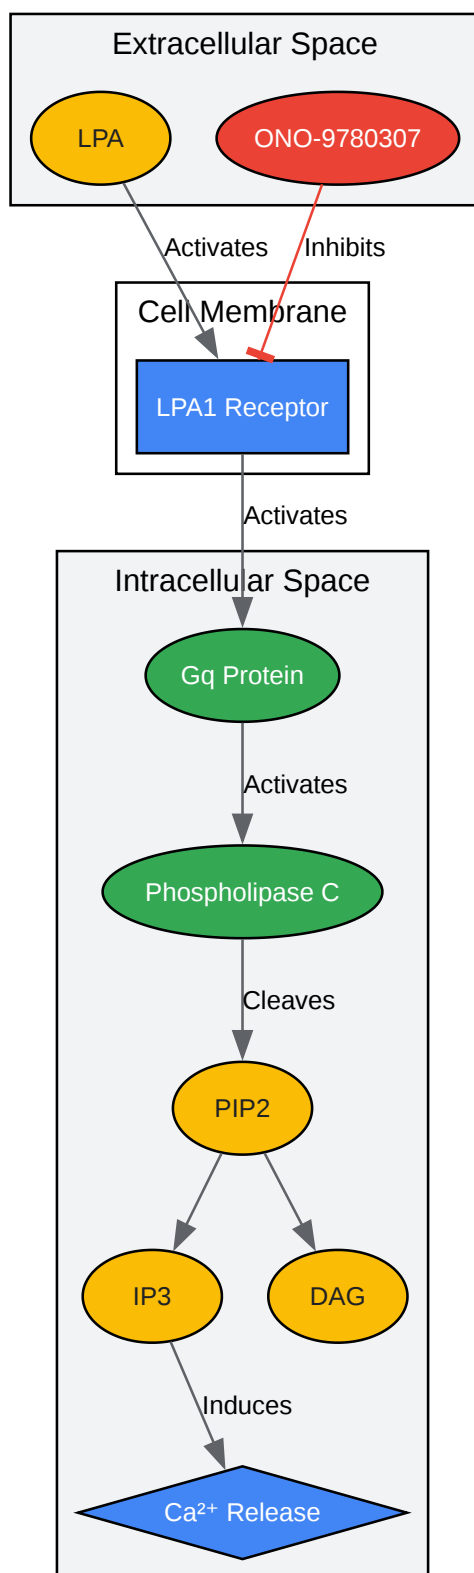 Extracellular Space
LPA
ONO-9780307
Activates
Inhibits
Cell Membrane
LPA1 Receptor
Activates
Intracellular Space
Gq Protein
Activates
Phospholipase C
Cleaves
PIP2
IP3
DAG
Induces
Ca²⁺ Release